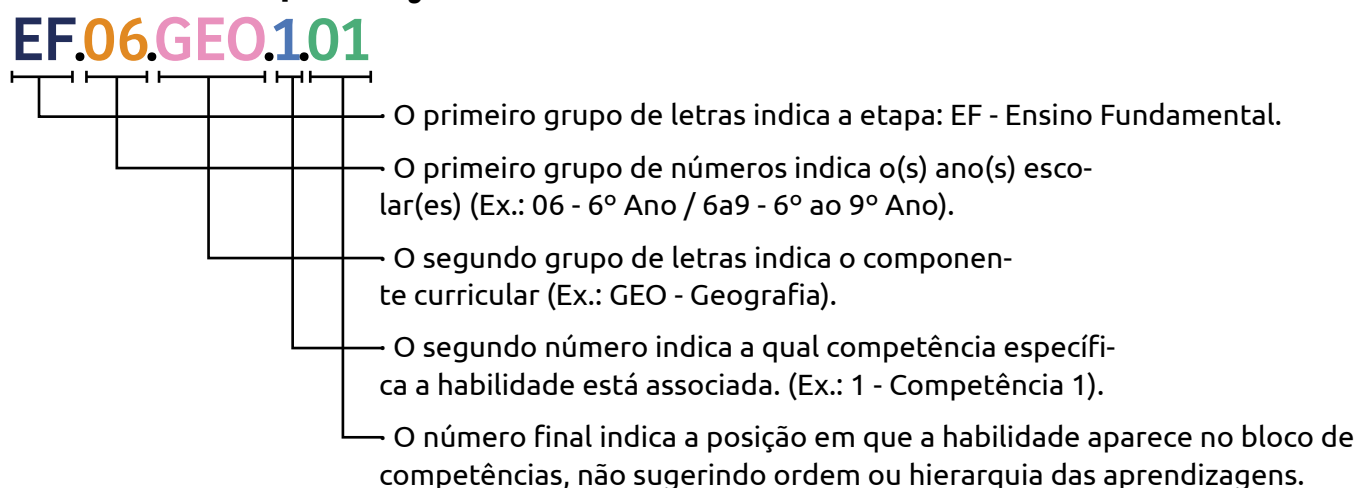 EF.06.GEO.1.01
· O primeiro grupo de letras indica a etapa: EF - Ensino Fundamental.
· O primeiro grupo de números indica o(s) ano(s) esco-
lar(es) (Ex.: 06 - 6º Ano / 6a9 - 6º ao 9º Ano).
· O segundo grupo de letras indica o componen-
te curricular (Ex.: GEO - Geografia).
· O segundo número indica a qual competência específi-
ca a habilidade está associada. (Ex.: 1 - Competência 1).
· O número final indica a posição em que a habilidade aparece no bloco de
competências, não sugerindo ordem ou hierarquia das aprendizagens.